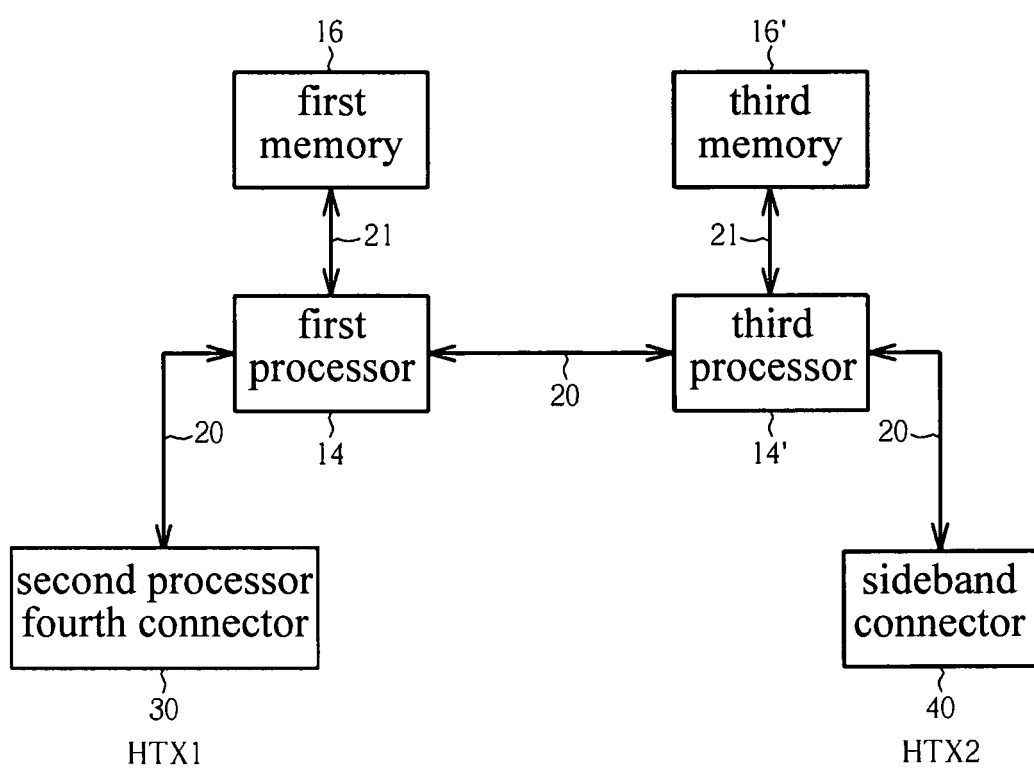 16
16'
first
memory
third
memory
21
21
first
processor
third
processor
20
20
20
14
14'
second processor
fourth connector
sideband
connector
30
40
HTX1
HTX2